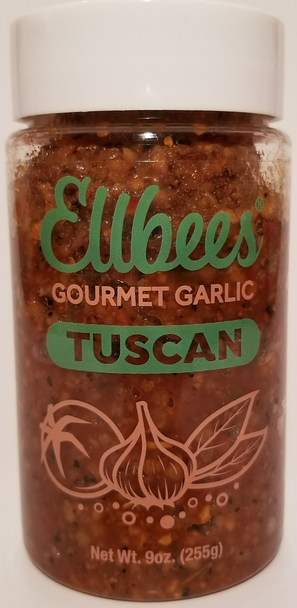 Ellbees®
GOURMET GARLIC
TUSCAN
Net Wt. 9oz. (255g)